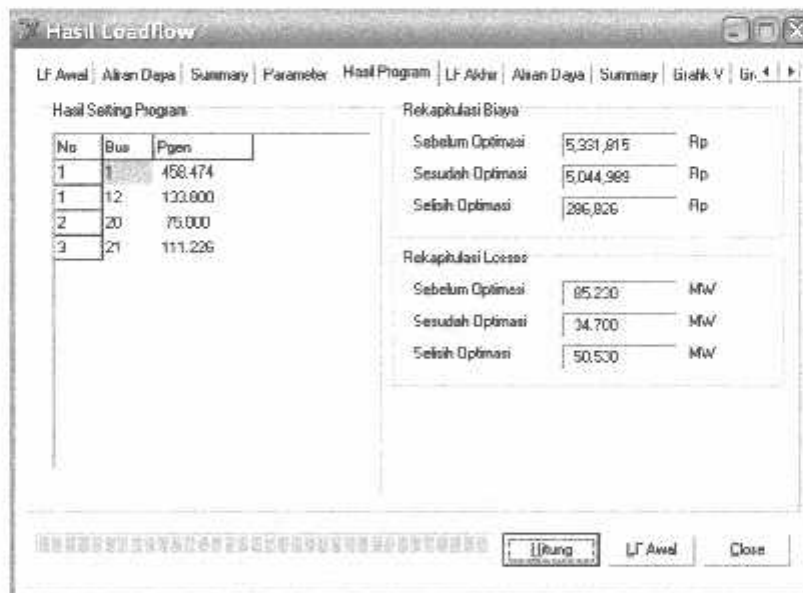 Hasil Loadflow
LF Awal Aliran Daya Summary Parameter Hasil Program LF Akhir Aliran Daya Summary Grafik V Gr
Hasil Setting Program
No Bus Pgen
1 1 458.474
1 12 133.800
2 20 75.000
3 21 111.226
Rekapitulasi Biaya
Sebelum Optimasi 5,331,815 Rp
Sesudah Optimasi 5,044,989 Rp
Selisih Optimasi 286,826 Rp
Rekapitulasi Losses
Sebelum Optimasi 85.230 MW
Sesudah Optimasi 34.700 MW
Selisih Optimasi 50.530 MW
Hitung LF Awal Close